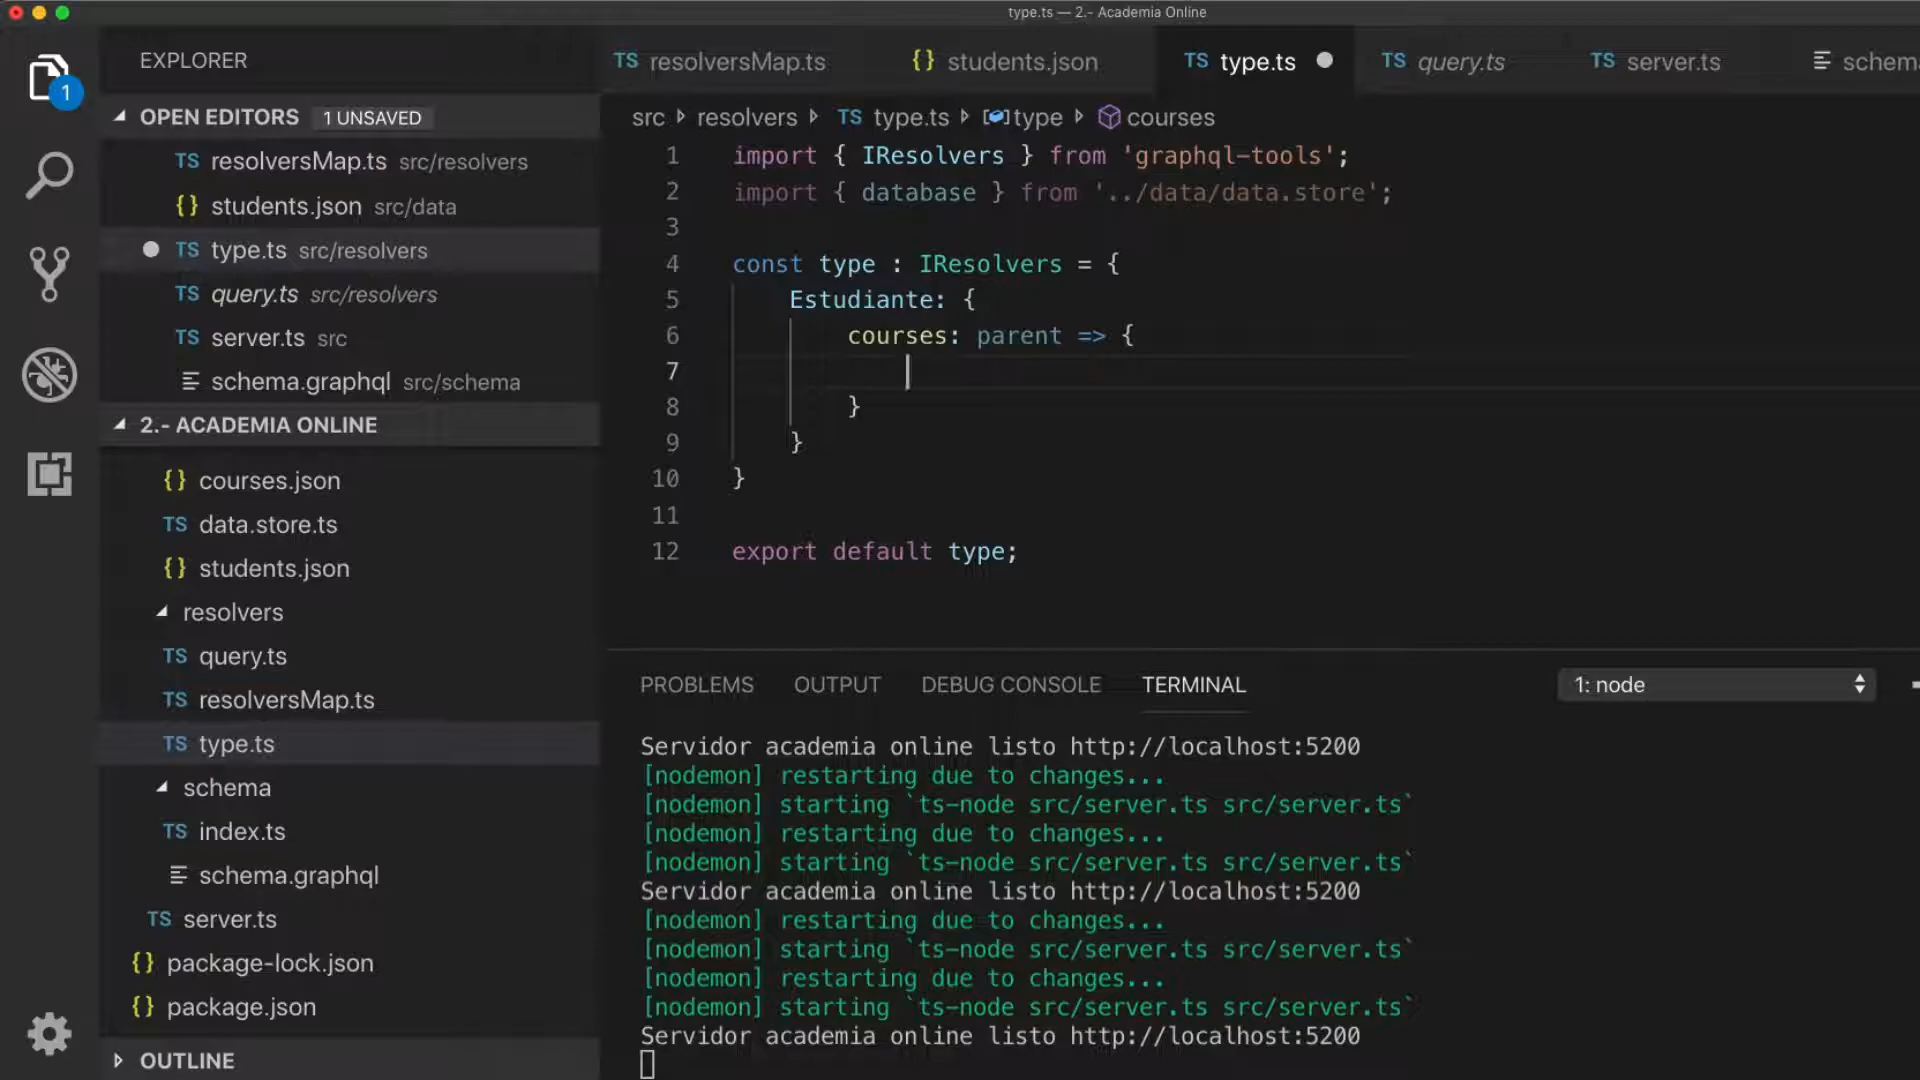 type.ts — 2.- Academia Online
EXPLORER
TS resolversMap.ts {} students.json TS type.ts TS query.ts TS server.ts schema
1
OPEN EDITORS 1 UNSAVED
TS resolversMap.ts src/resolvers
{} students.json src/data
TS type.ts src/resolvers
TS query.ts src/resolvers
TS server.ts src
schema.graphql src/schema
2.- ACADEMIA ONLINE
{} courses.json
TS data.store.ts
{} students.json
resolvers
TS query.ts
TS resolversMap.ts
TS type.ts
schema
TS index.ts
schema.graphql
TS server.ts
{} package-lock.json
{} package.json
OUTLINE
src resolvers TS type.ts type courses
1 import { IResolvers } from 'graphql-tools';
2 import { database } from '../data/data.store';
3
4 const type : IResolvers = {
5 Estudiante: {
6 courses: parent => {
7
8 }
9 }
10 }
11
12 export default type;
PROBLEMS OUTPUT DEBUG CONSOLE TERMINAL 1: node
Servidor academia online listo http://localhost:5200
[nodemon] restarting due to changes...
[nodemon] starting `ts-node src/server.ts src/server.ts`
[nodemon] restarting due to changes...
[nodemon] starting `ts-node src/server.ts src/server.ts`
Servidor academia online listo http://localhost:5200
[nodemon] restarting due to changes...
[nodemon] starting `ts-node src/server.ts src/server.ts`
[nodemon] restarting due to changes...
[nodemon] starting `ts-node src/server.ts src/server.ts`
Servidor academia online listo http://localhost:5200